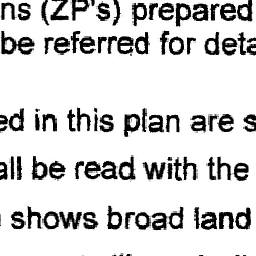 ns (ZP's) prepared
be referred for deta
ed in this plan are s
all be read with the
shows broad land